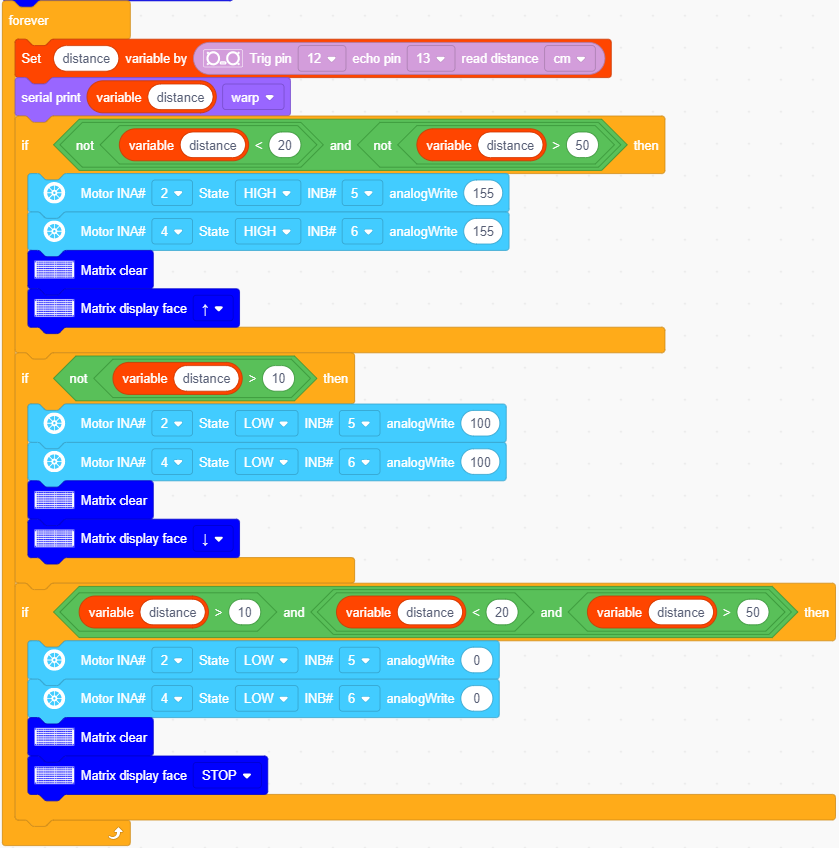 forever
Set distance variable by Trig pin 12 echo pin 13 read distance cm
serial print variable distance warp
if not variable distance < 20 and not variable distance > 50 then
Motor INA# 2 State HIGH INB# 5 analogWrite 155
Motor INA# 4 State HIGH INB# 6 analogWrite 155
Matrix clear
Matrix display face ↑
if not variable distance > 10 then
Motor INA# 2 State LOW INB# 5 analogWrite 100
Motor INA# 4 State LOW INB# 6 analogWrite 100
Matrix clear
Matrix display face ↓
if variable distance > 10 and variable distance < 20 and variable distance > 50 then
Motor INA# 2 State LOW INB# 5 analogWrite 0
Motor INA# 4 State LOW INB# 6 analogWrite 0
Matrix clear
Matrix display face STOP